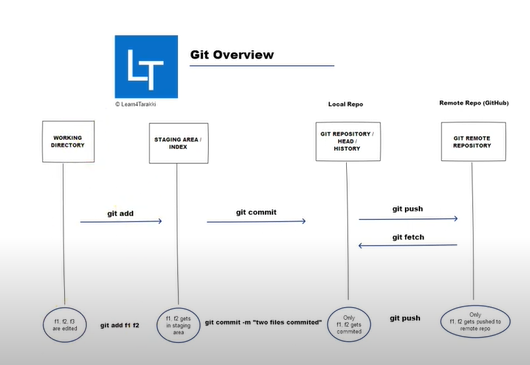 LT
Git Overview
© Learn4Tarakki
Local Repo
Remote Repo (GitHub)
WORKING
DIRECTORY
STAGING AREA /
INDEX
GIT REPOSITORY /
HEAD /
HISTORY
GIT REMOTE
REPOSITORY
git add
git commit
git push
git fetch
f1, f2, f3
are edited
git add f1 f2
f1, f2 gets
in staging
area
git commit -m "two files commited"
Only
f1, f2 gets
commited
git push
Only
f1, f2 gets pushed to
remote repo